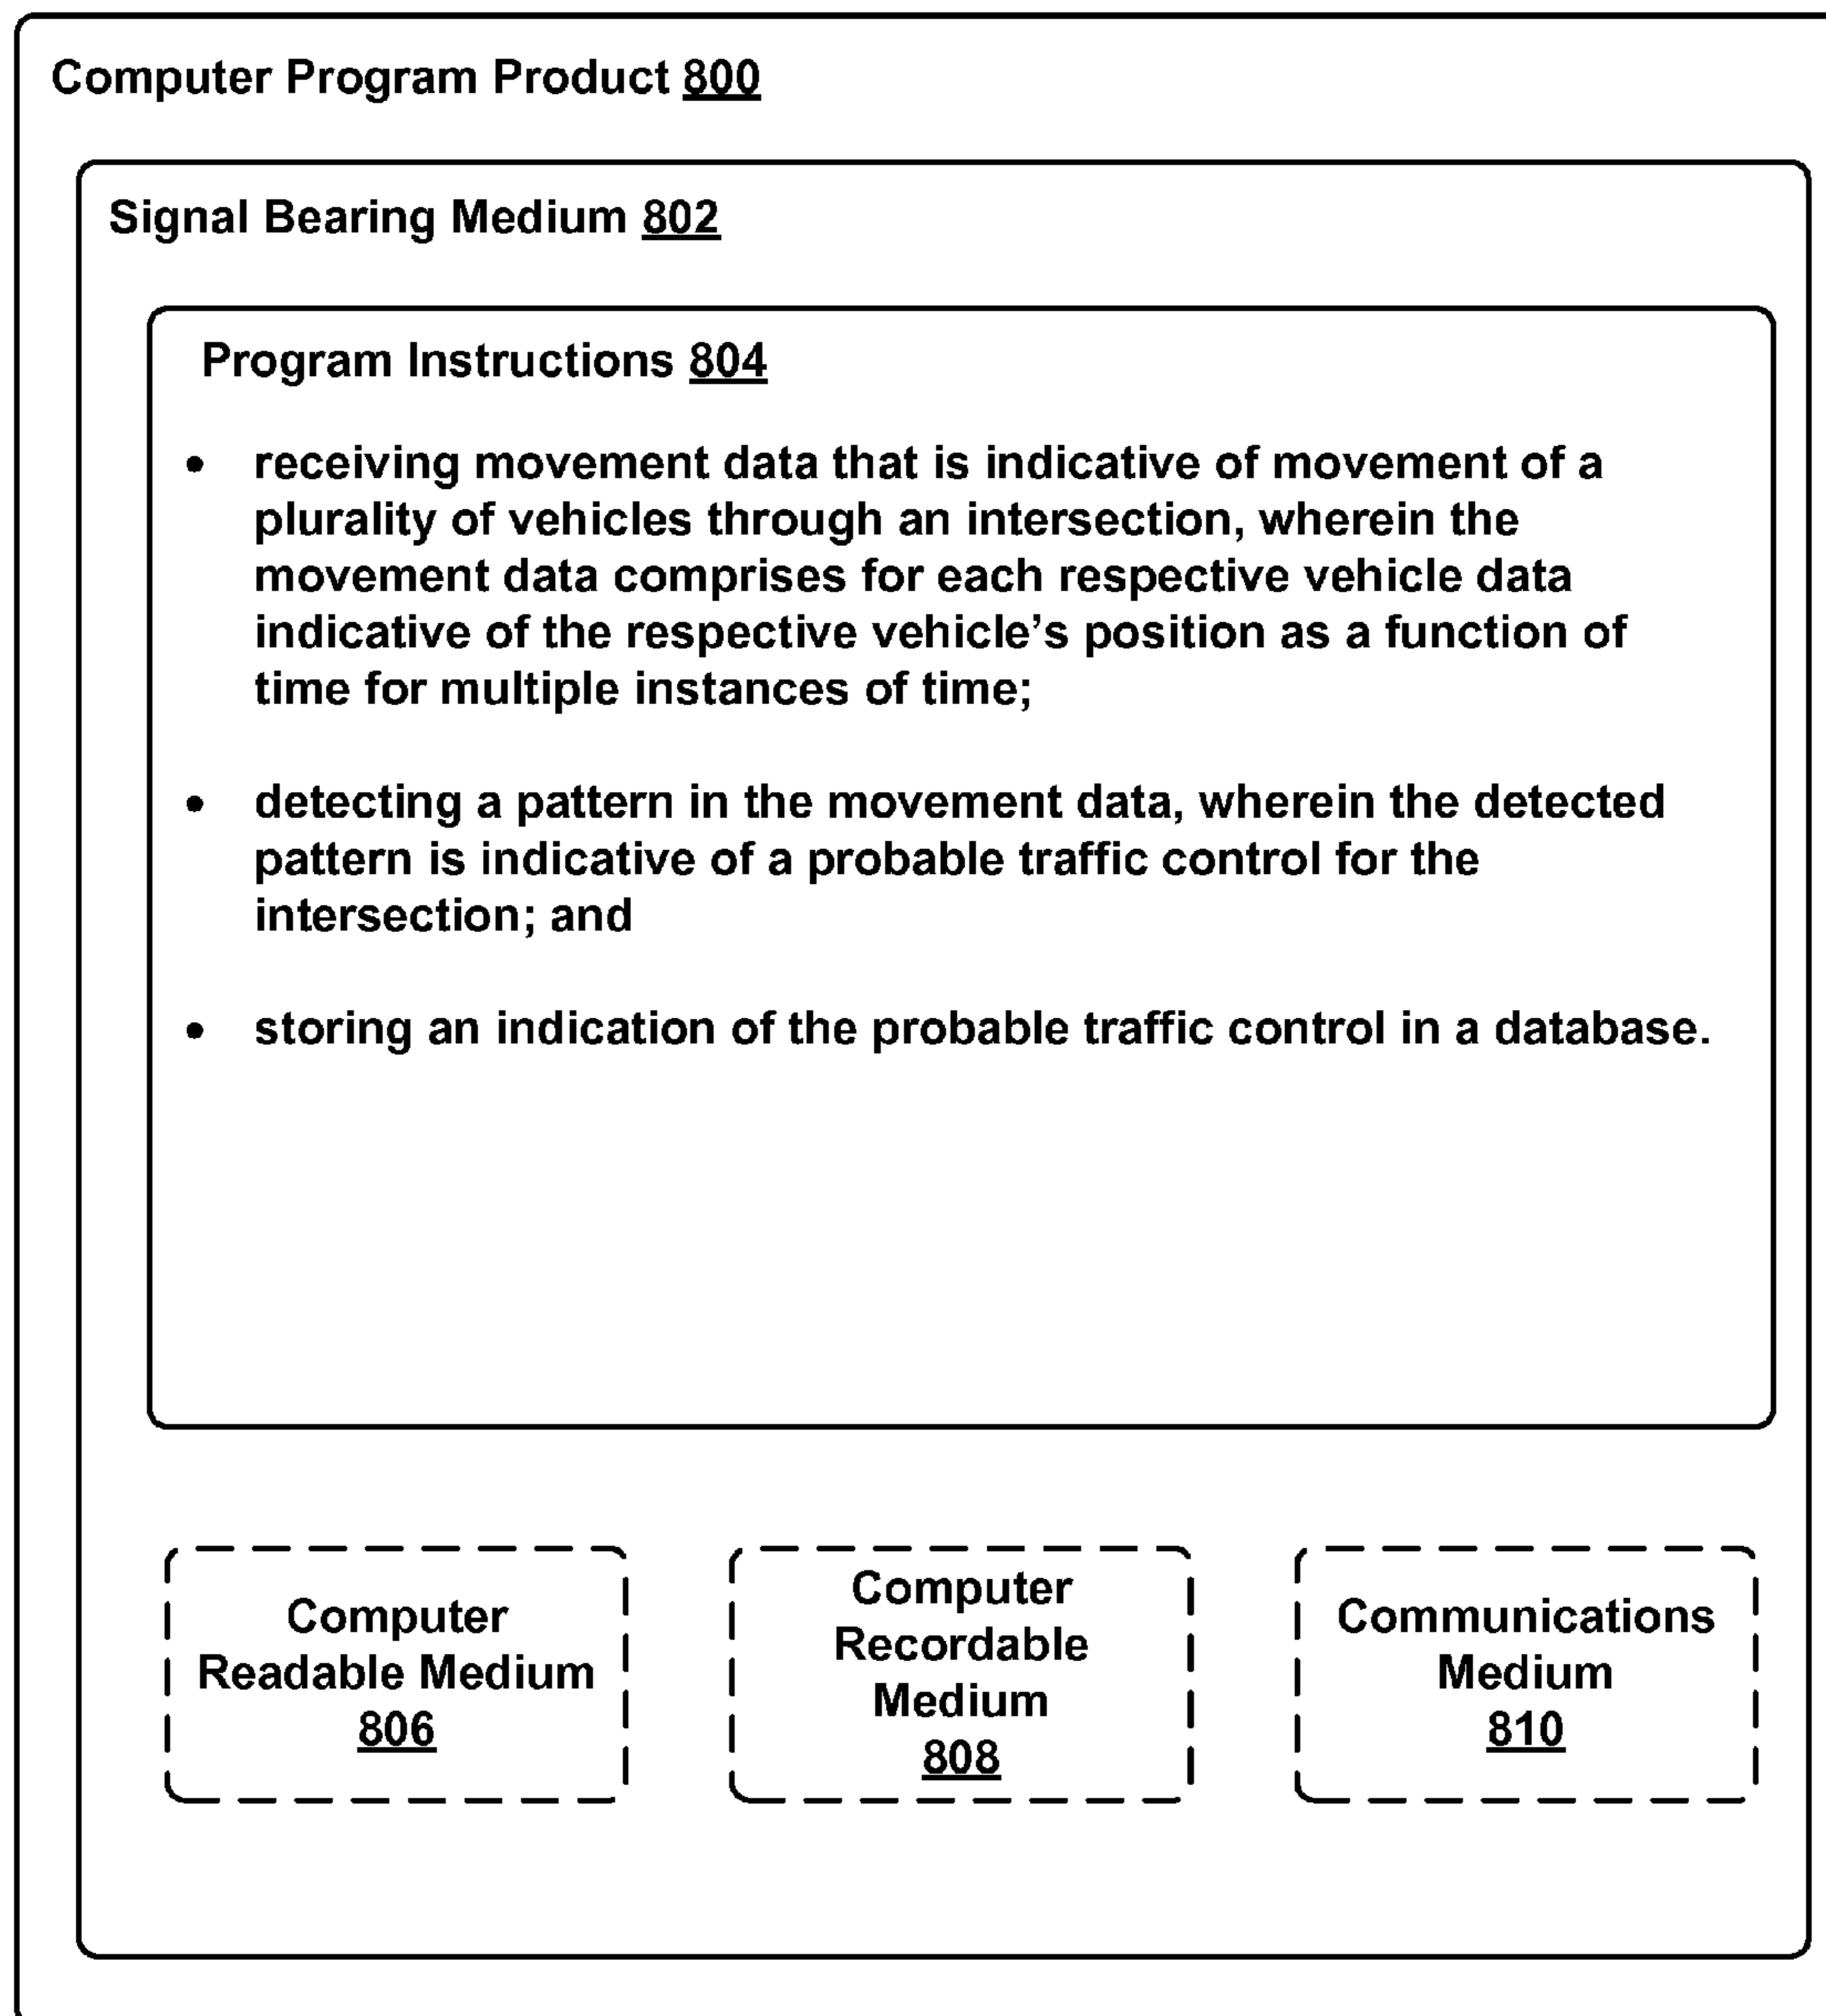 Computer Program Product 800
Signal Bearing Medium 802
Program Instructions 804
• receiving movement data that is indicative of movement of a
plurality of vehicles through an intersection, wherein the
movement data comprises for each respective vehicle data
indicative of the respective vehicle’s position as a function of
time for multiple instances of time;
• detecting a pattern in the movement data, wherein the detected
pattern is indicative of a probable traffic control for the
intersection; and
• storing an indication of the probable traffic control in a database.
Computer
Readable Medium
806
Computer
Recordable
Medium
808
Communications
Medium
810